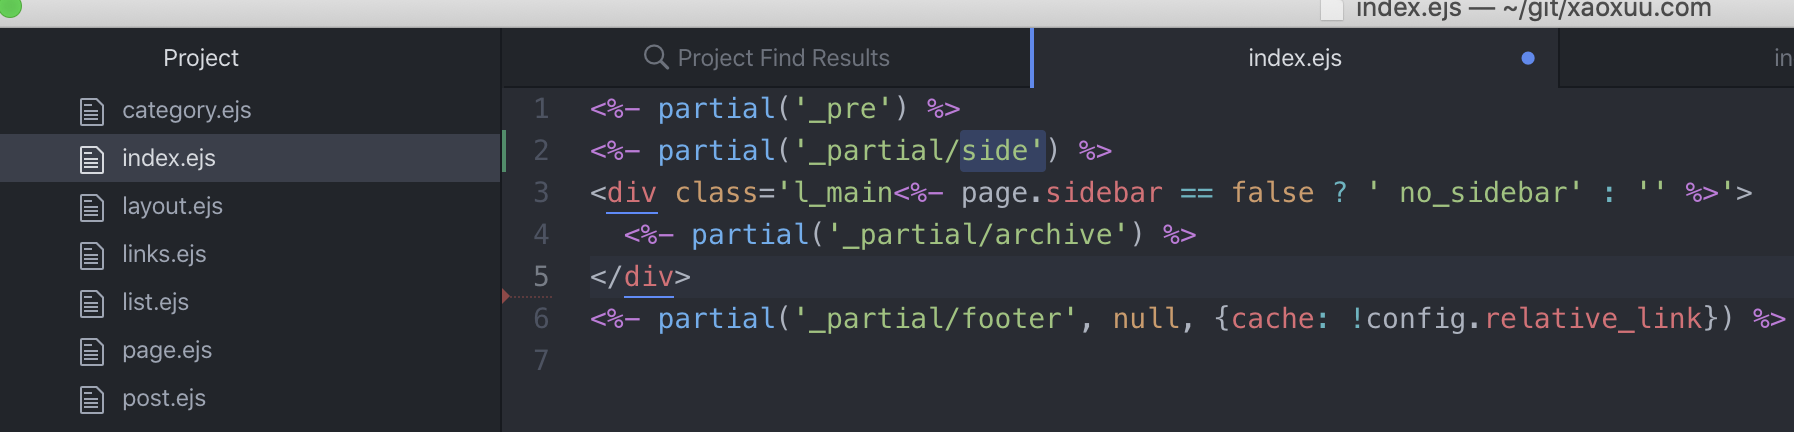 index.ejs — ~/git/xaoxuu.com
Project
Project Find Results
index.ejs
in
category.ejs
index.ejs
layout.ejs
links.ejs
list.ejs
page.ejs
post.ejs
1 <%- partial('_pre') %>
2 <%- partial('_partial/side') %>
3 <div class='l_main<%- page.sidebar == false ? ' no_sidebar' : '' %>'>
4   <%- partial('_partial/archive') %>
5 </div>
6 <%- partial('_partial/footer', null, {cache: !config.relative_link}) %>
7